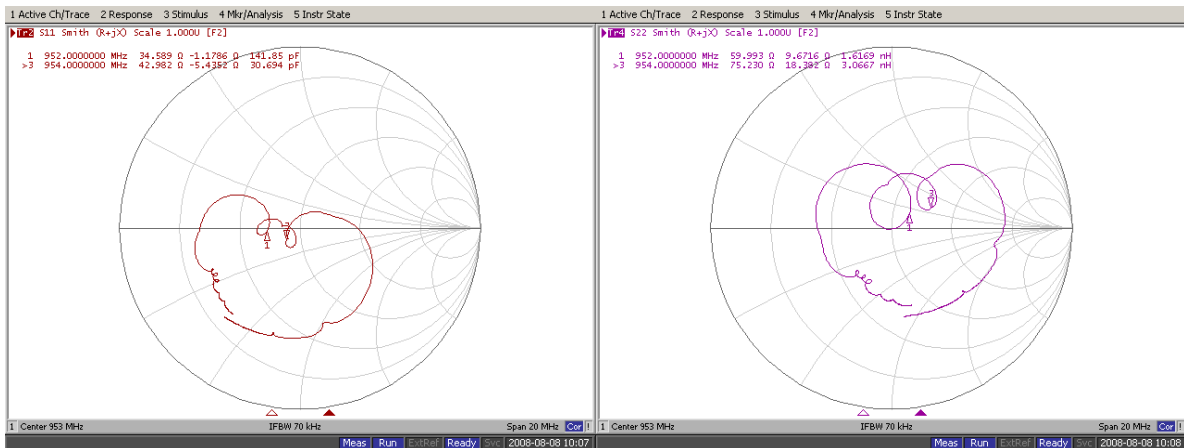 1 Active Ch/Trace 2 Response 3 Stimulus 4 Mkr/Analysis 5 Instr State
Tr2 S11 Smith (R+jX) Scale 1.000U [F2]
1 952.0000000 MHz 34.589 Ω -1.1786 Ω 141.85 pF
>3 954.0000000 MHz 42.982 Ω -5.4352 Ω 30.694 pF
1
3
1 Center 953 MHz IFBW 70 kHz Span 20 MHz Cor !
Meas Run ExtRef Ready Svc 2008-08-08 10:07
1 Active Ch/Trace 2 Response 3 Stimulus 4 Mkr/Analysis 5 Instr State
Tr4 S22 Smith (R+jX) Scale 1.000U [F2]
1 952.0000000 MHz 59.993 Ω 9.6716 Ω 1.6169 nH
>3 954.0000000 MHz 75.230 Ω 18.382 Ω 3.0667 nH
3
1
1 Center 953 MHz IFBW 70 kHz Span 20 MHz Cor !
Meas Run ExtRef Ready Svc 2008-08-08 10:08